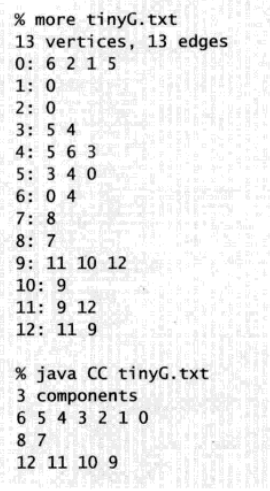 % more tinyG.txt
13 vertices, 13 edges
0: 6 2 1 5
1: 0
2: 0
3: 5 4
4: 5 6 3
5: 3 4 0
6: 0 4
7: 8
8: 7
9: 11 10 12
10: 9
11: 9 12
12: 11 9
% java CC tinyG.txt
3 components
6 5 4 3 2 1 0
8 7
12 11 10 9